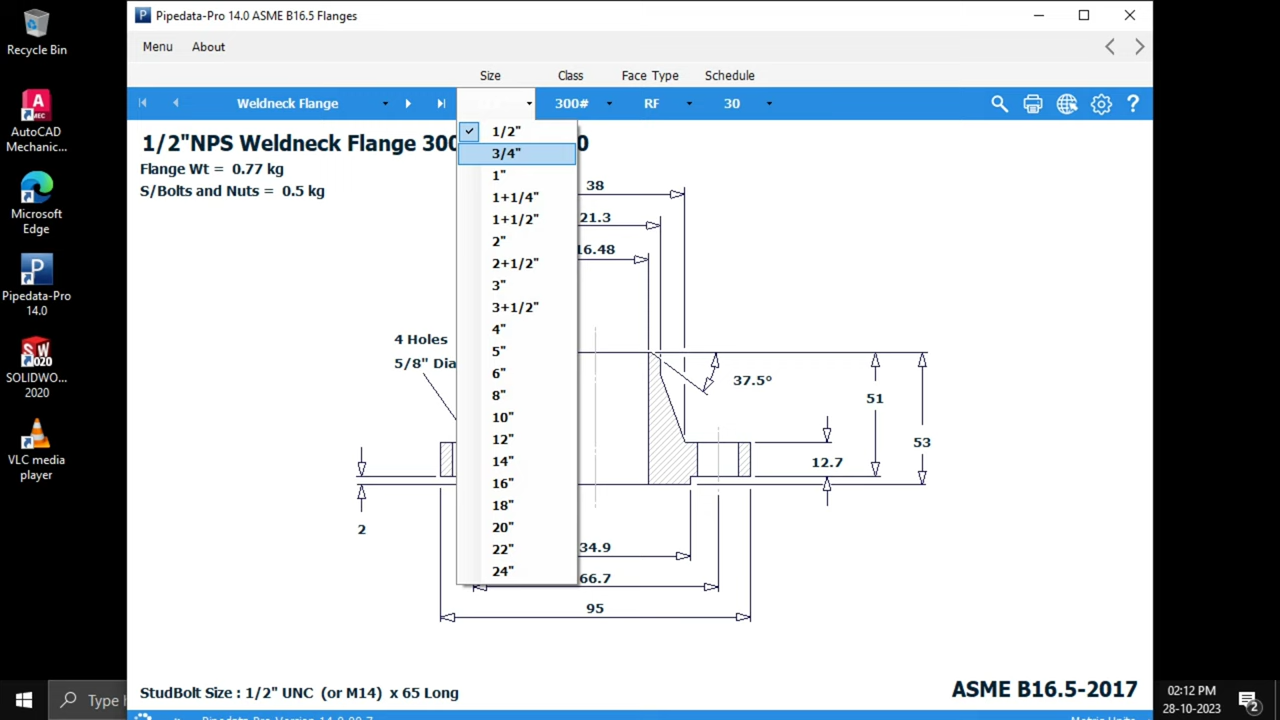 Recycle Bin
AutoCAD
Mechanic...
Microsoft
Edge
Pipedata-Pro
14.0
SOLIDWO...
2020
VLC media
player
Pipedata-Pro 14.0 ASME B16.5 Flanges
Menu About
Size Class Face Type Schedule
Weldneck Flange 300# RF 30
1/2"NPS Weldneck Flange 300
Flange Wt = 0.77 kg
S/Bolts and Nuts = 0.5 kg
1/2"
3/4"
1"
1+1/4"
1+1/2"
2"
2+1/2"
3"
3+1/2"
4"
5"
6"
8"
10"
12"
14"
16"
18"
20"
22"
24"
38
21.3
16.48
4 Holes
5/8" Dia
37.5°
51
53
12.7
2
34.9
66.7
95
StudBolt Size : 1/2" UNC (or M14) x 65 Long
ASME B16.5-2017
Type
02:12 PM
28-10-2023
2